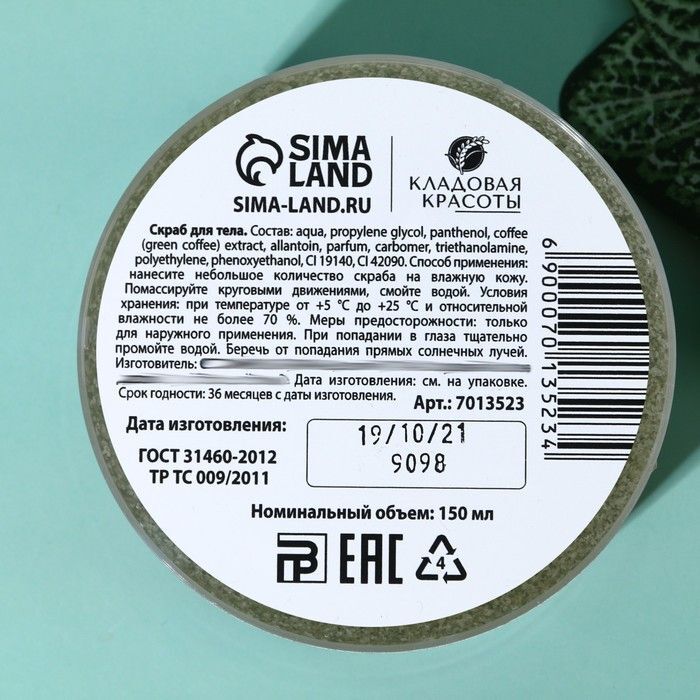 SIMA
LAND
SIMA-LAND.RU
КЛАДОВАЯ
КРАСОТЫ
Скраб для тела. Состав: aqua, propylene glycol, panthenol, coffee
(green coffee) extract, allantoin, parfum, carbomer, triethanolamine,
polyethylene, phenoxyethanol, CI 19140, CI 42090. Способ применения:
нанесите небольшое количество скраба на влажную кожу.
Помассируйте круговыми движениями, смойте водой. Условия
хранения: при температуре от +5 °С до +25 °С и относительной
влажности не более 70 %. Меры предосторожности: только
для наружного применения. При попадании в глаза тщательно
промойте водой. Беречь от попадания прямых солнечных лучей.
Изготовитель:
Дата изготовления: см. на упаковке.
Срок годности: 36 месяцев с даты изготовления.
Арт.: 7013523
Дата изготовления:
19/10/21
9098
ГОСТ 31460-2012
ТР ТС 009/2011
Номинальный объем: 150 мл
EAC
4
6 900070 135234